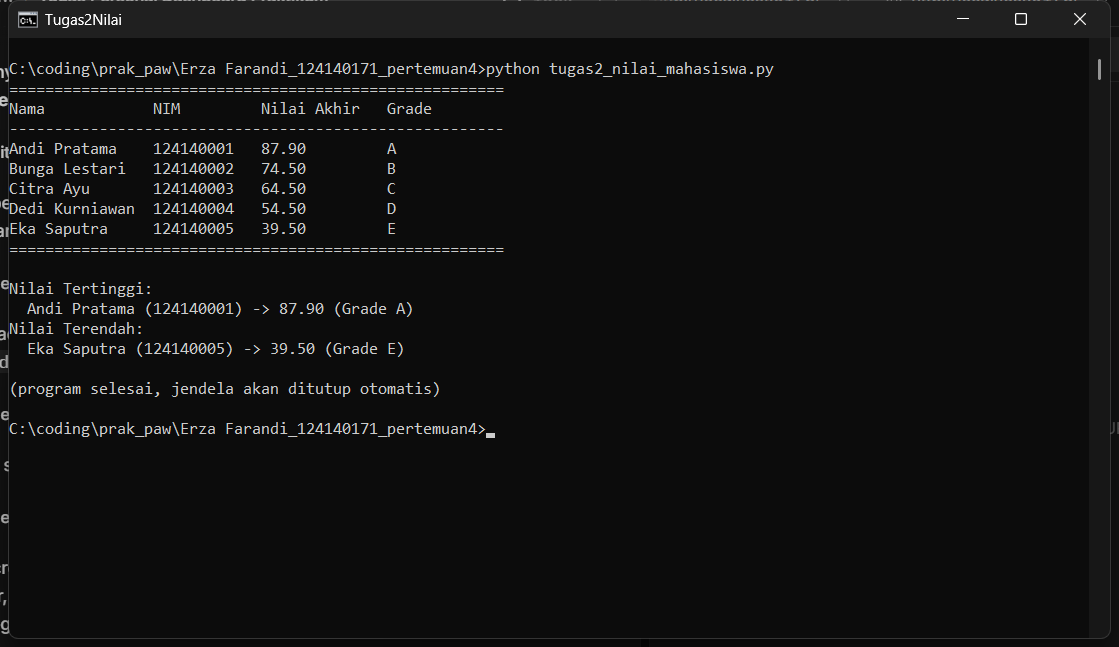 Tugas2Nilai
C:\coding\prak_paw\Erza Farandi_124140171_pertemuan4>python tugas2_nilai_mahasiswa.py
=======================================================
Nama            NIM         Nilai Akhir   Grade
-------------------------------------------------------
Andi Pratama    124140001   87.90         A
Bunga Lestari   124140002   74.50         B
Citra Ayu       124140003   64.50         C
Dedi Kurniawan  124140004   54.50         D
Eka Saputra     124140005   39.50         E
=======================================================
Nilai Tertinggi:
  Andi Pratama (124140001) -> 87.90 (Grade A)
Nilai Terendah:
  Eka Saputra (124140005) -> 39.50 (Grade E)
(program selesai, jendela akan ditutup otomatis)
C:\coding\prak_paw\Erza Farandi_124140171_pertemuan4>